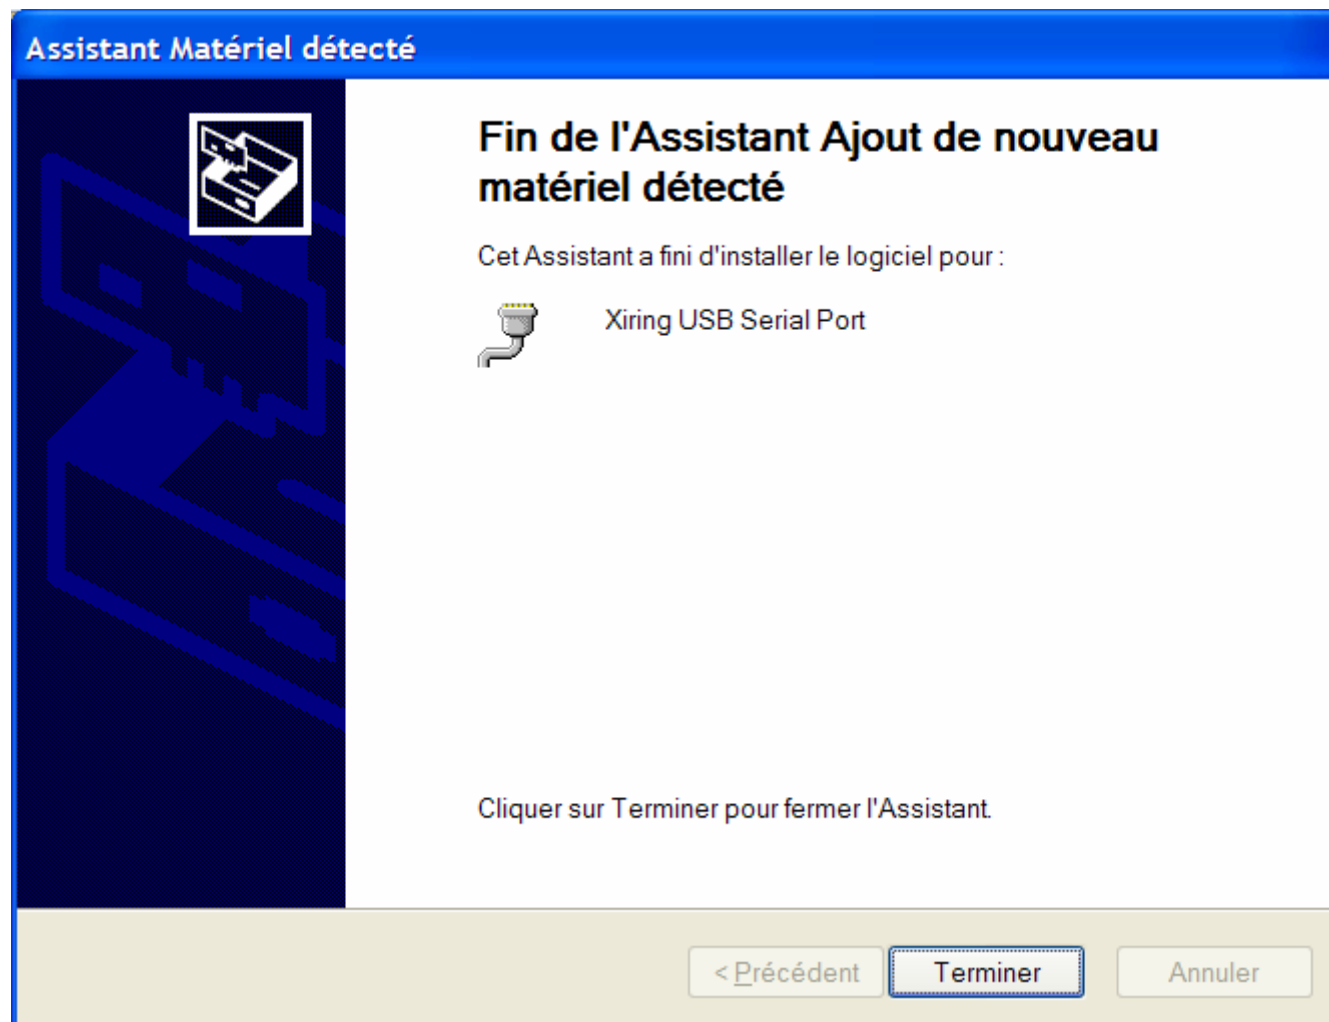 Assistant Matériel détecté
Fin de l'Assistant Ajout de nouveau
matériel détecté
Cet Assistant a fini d'installer le logiciel pour :
Xiring USB Serial Port
Cliquer sur Terminer pour fermer l'Assistant.
< Précédent Terminer Annuler